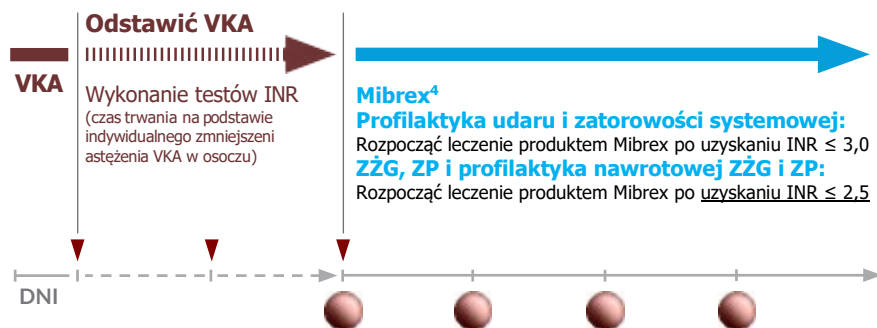 Odstawić VKA
VKA
Wykonanie testów INR
(czas trwania na podstawie
indywidualnego zmniejszeni
astężenia VKA w osoczu)
Mibrex4
Profilaktyka udaru i zatorowości systemowej:
Rozpocząć leczenie produktem Mibrex po uzyskaniu INR ≤ 3,0
ZŻG, ZP i profilaktyka nawrotowej ZŻG i ZP:
Rozpocząć leczenie produktem Mibrex po uzyskaniu INR ≤ 2,5
DNI